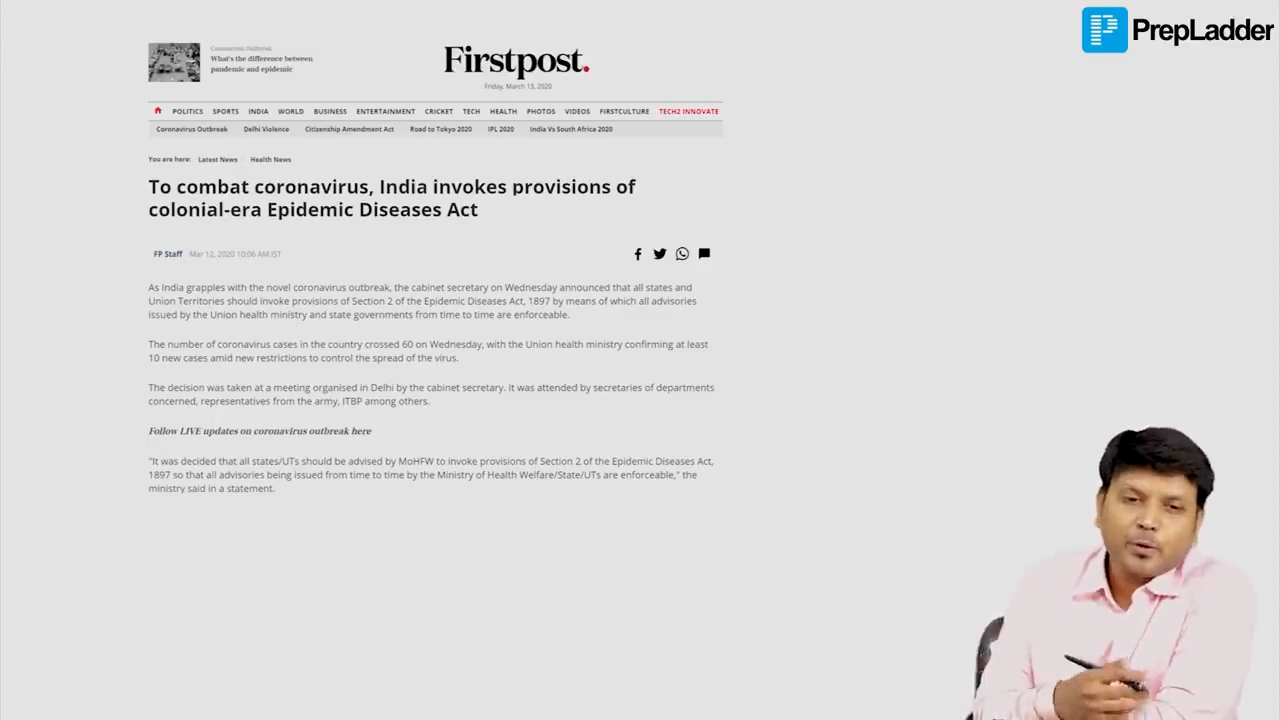 PrepLadder
Coronavirus Outbreak
What's the difference between
pandemic and epidemic
Firstpost.
Friday, March 13, 2020
POLITICS SPORTS INDIA WORLD BUSINESS ENTERTAINMENT CRICKET TECH HEALTH PHOTOS VIDEOS FIRSTCULTURE TECH2 INNOVATE
Coronavirus Outbreak Delhi Violence Citizenship Amendment Act Road to Tokyo 2020 IPL 2020 India Vs South Africa 2020
You are here: Latest News Health News
To combat coronavirus, India invokes provisions of
colonial-era Epidemic Diseases Act
FP Staff Mar 12, 2020 10:06 AM IST
As India grapples with the novel coronavirus outbreak, the cabinet secretary on Wednesday announced that all states and
Union Territories should invoke provisions of Section 2 of the Epidemic Diseases Act, 1897 by means of which all advisories
issued by the Union health ministry and state governments from time to time are enforceable.
The number of coronavirus cases in the country crossed 60 on Wednesday, with the Union health ministry confirming at least
10 new cases amid new restrictions to control the spread of the virus.
The decision was taken at a meeting organised in Delhi by the cabinet secretary. It was attended by secretaries of departments
concerned, representatives from the army, ITBP among others.
Follow LIVE updates on coronavirus outbreak here
"It was decided that all states/UTs should be advised by MoHFW to invoke provisions of Section 2 of the Epidemic Diseases Act,
1897 so that all advisories being issued from time to time by the Ministry of Health Welfare/State/UTs are enforceable," the
ministry said in a statement.